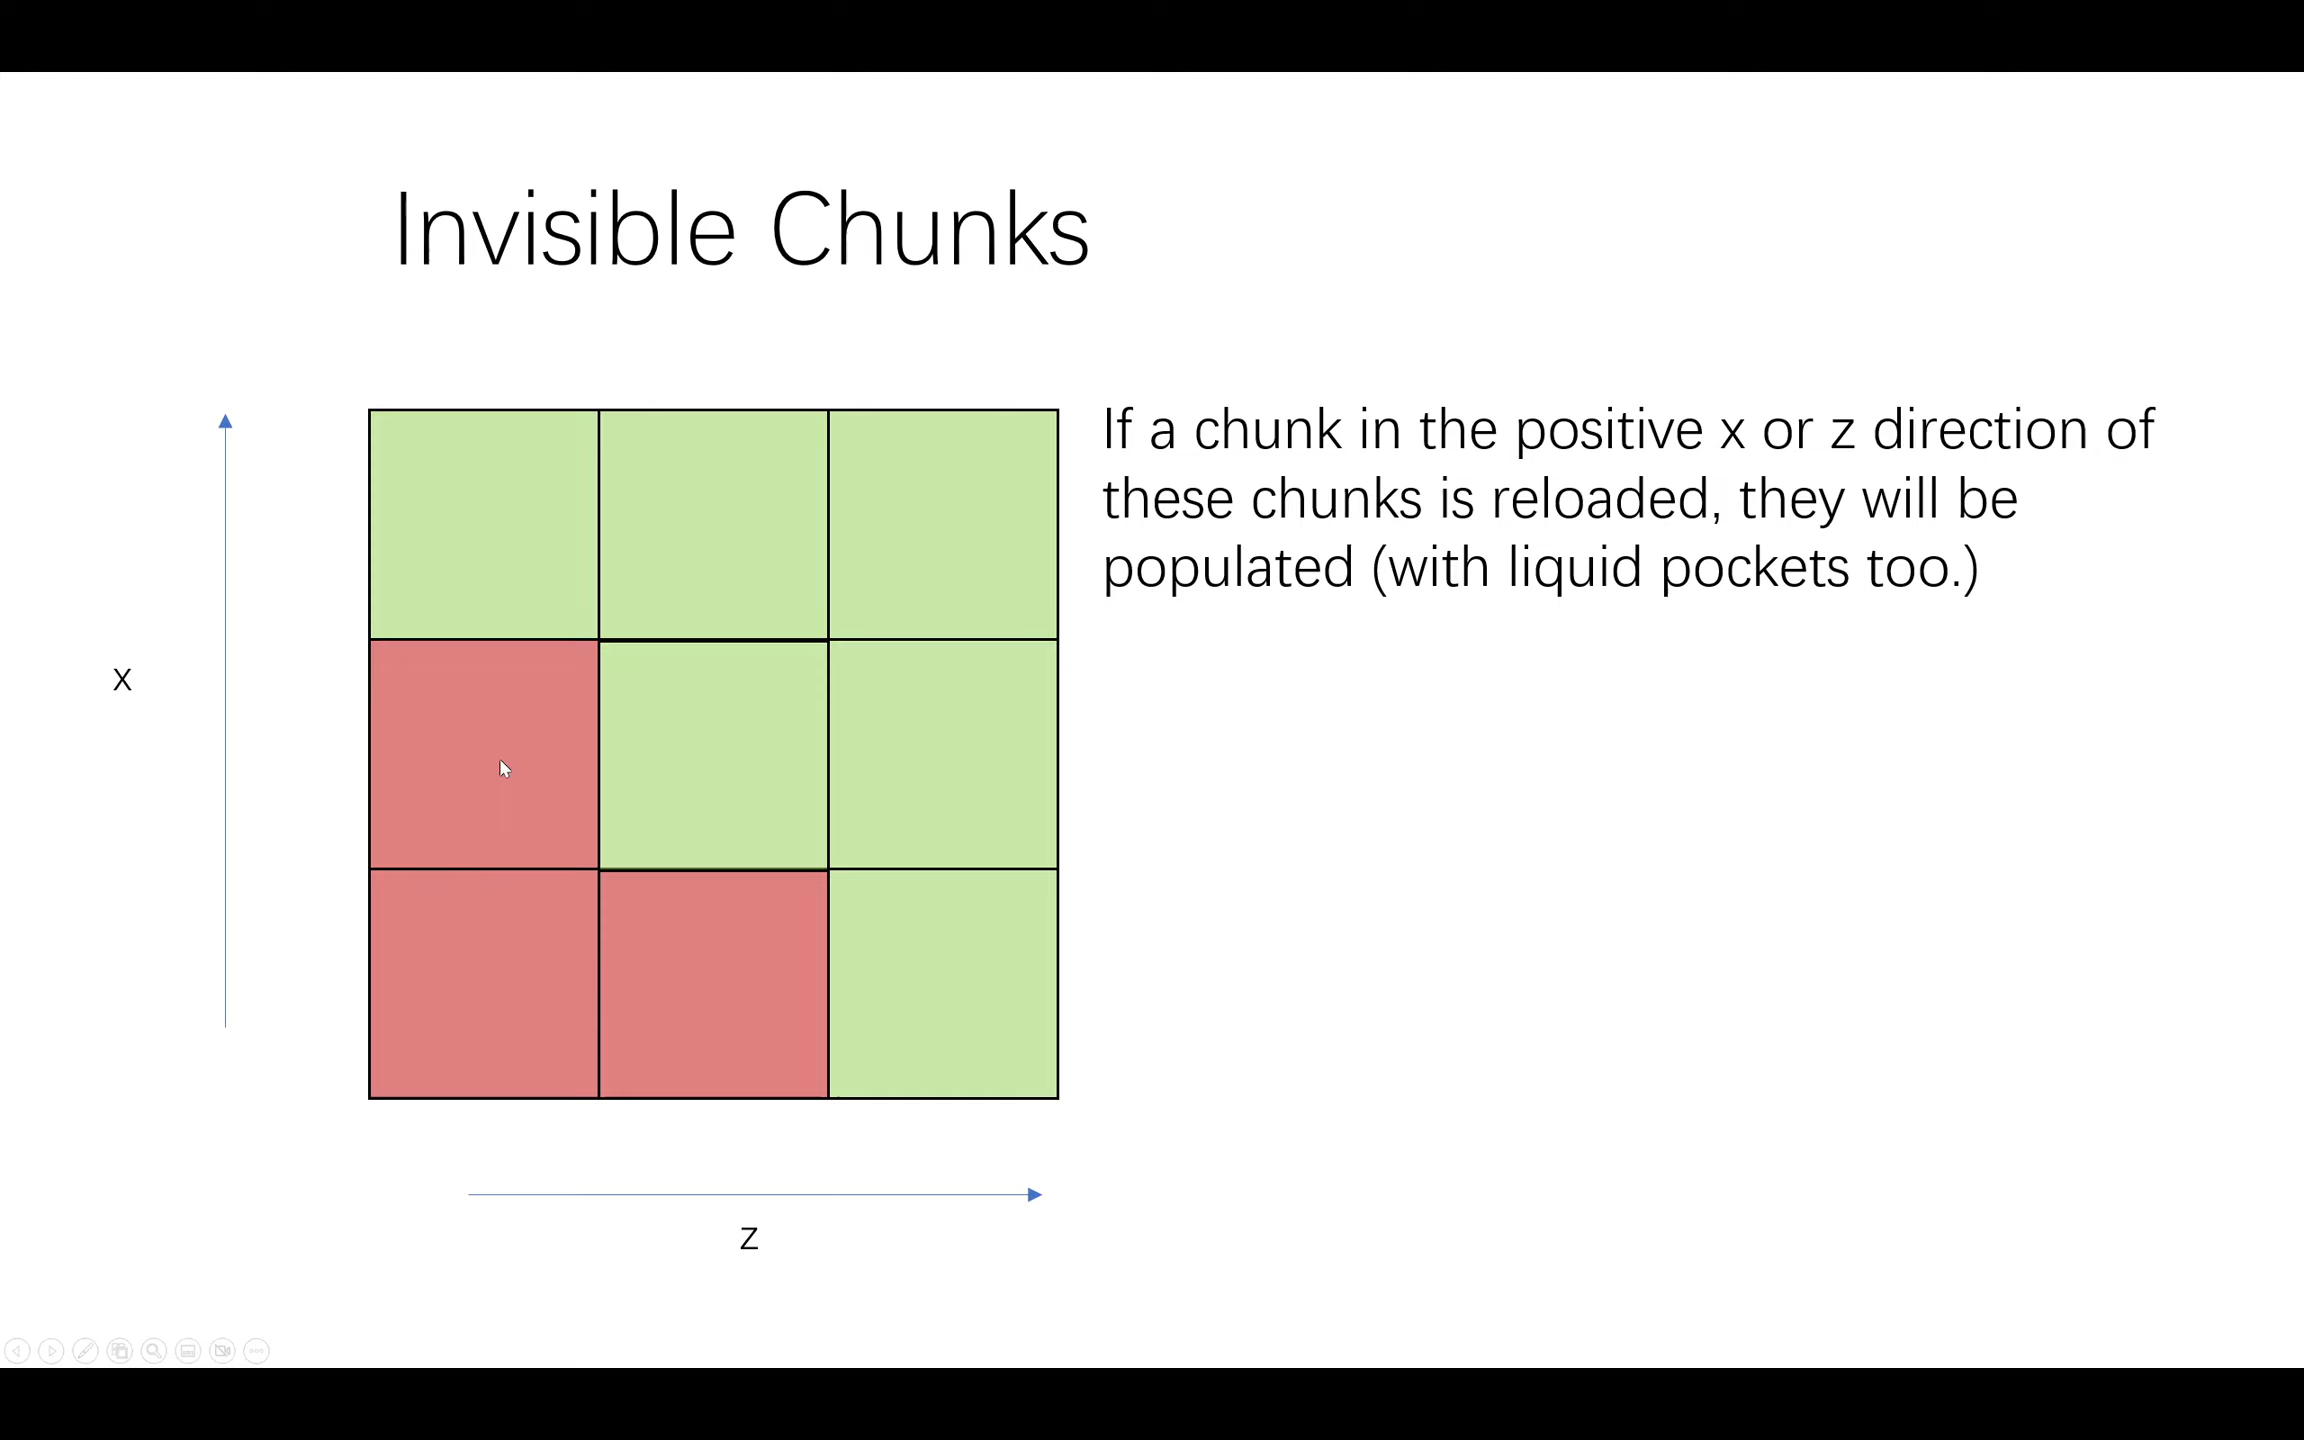 Invisible Chunks
If a chunk in the positive x or z direction of
these chunks is reloaded, they will be
populated (with liquid pockets too.)
X
Z